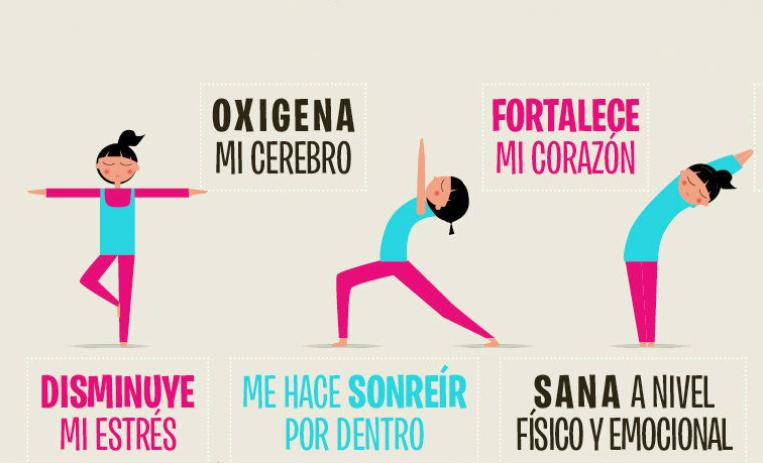 OXIGENA
MI CEREBRO
FORTALECE
MI CORAZÓN
DISMINUYE
MI ESTRÉS
ME HACE SONREÍR
POR DENTRO
SANA A NIVEL
FÍSICO Y EMOCIONAL